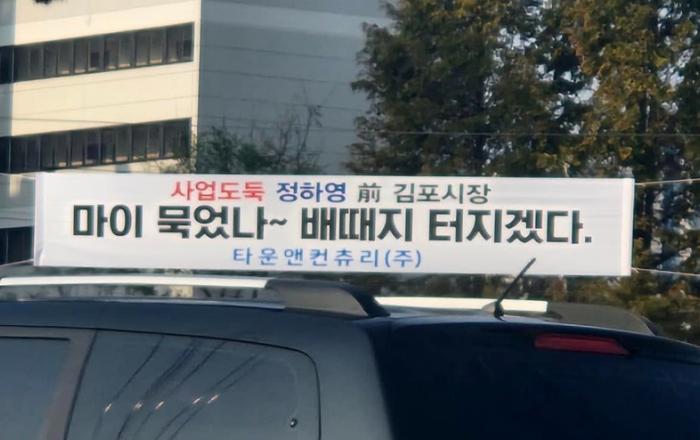 사업도둑 정하영 前 김포시장
마이 묵었나~ 배때지 터지겠다.
타운앤컨츄리(주)